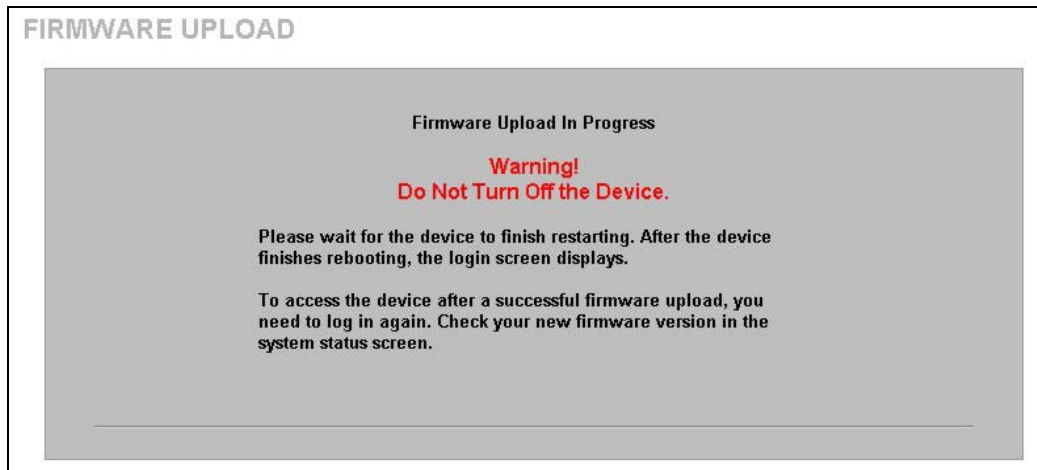 FIRMWARE UPLOAD
Firmware Upload In Progress
Warning!
Do Not Turn Off the Device.
Please wait for the device to finish restarting. After the device
finishes rebooting, the login screen displays.
To access the device after a successful firmware upload, you
need to log in again. Check your new firmware version in the
system status screen.